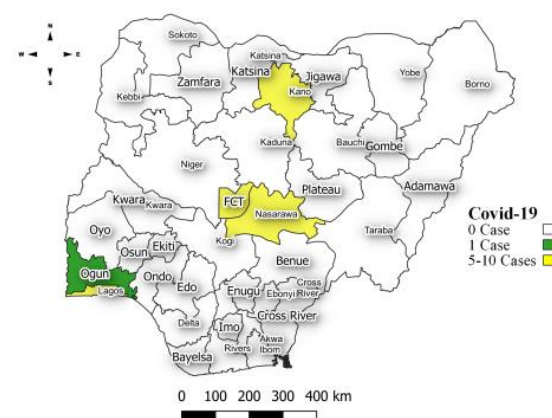 N
W E
S
Sokoto
Katsina
Katsina
Jigawa
Yobe
Borno
Zamfara
Kano
Kebbi
Kaduna
Bauchi
Gombe
Niger
Adamawa
Plateau
FCT
Nasarawa
Kwara
Kwara
Taraba
Oyo
Kogi
Osun
Ekiti
Benue
Ogun
Ondo
Edo
Lagos
Enugu
Ebonyi
Cross
River
Cross River
Delta
Imo
Rivers
Akwa
Ibom
Bayelsa
Covid-19
0 Case
1 Case
5-10 Cases
0 100 200 300 400 km